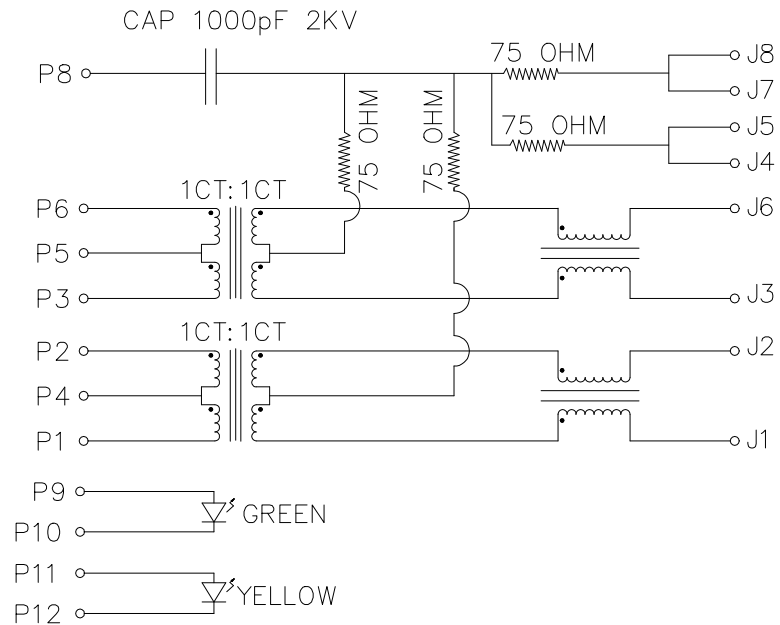 CAP 1000pF 2KV
75 OHM
J8
P8
J7
75 OHM
J5
J4
75 OHM
75 OHM
1CT:1CT
P6
J6
P5
P3
J3
1CT:1CT
P2
J2
P4
P1
J1
P9
GREEN
P10
P11
YELLOW
P12